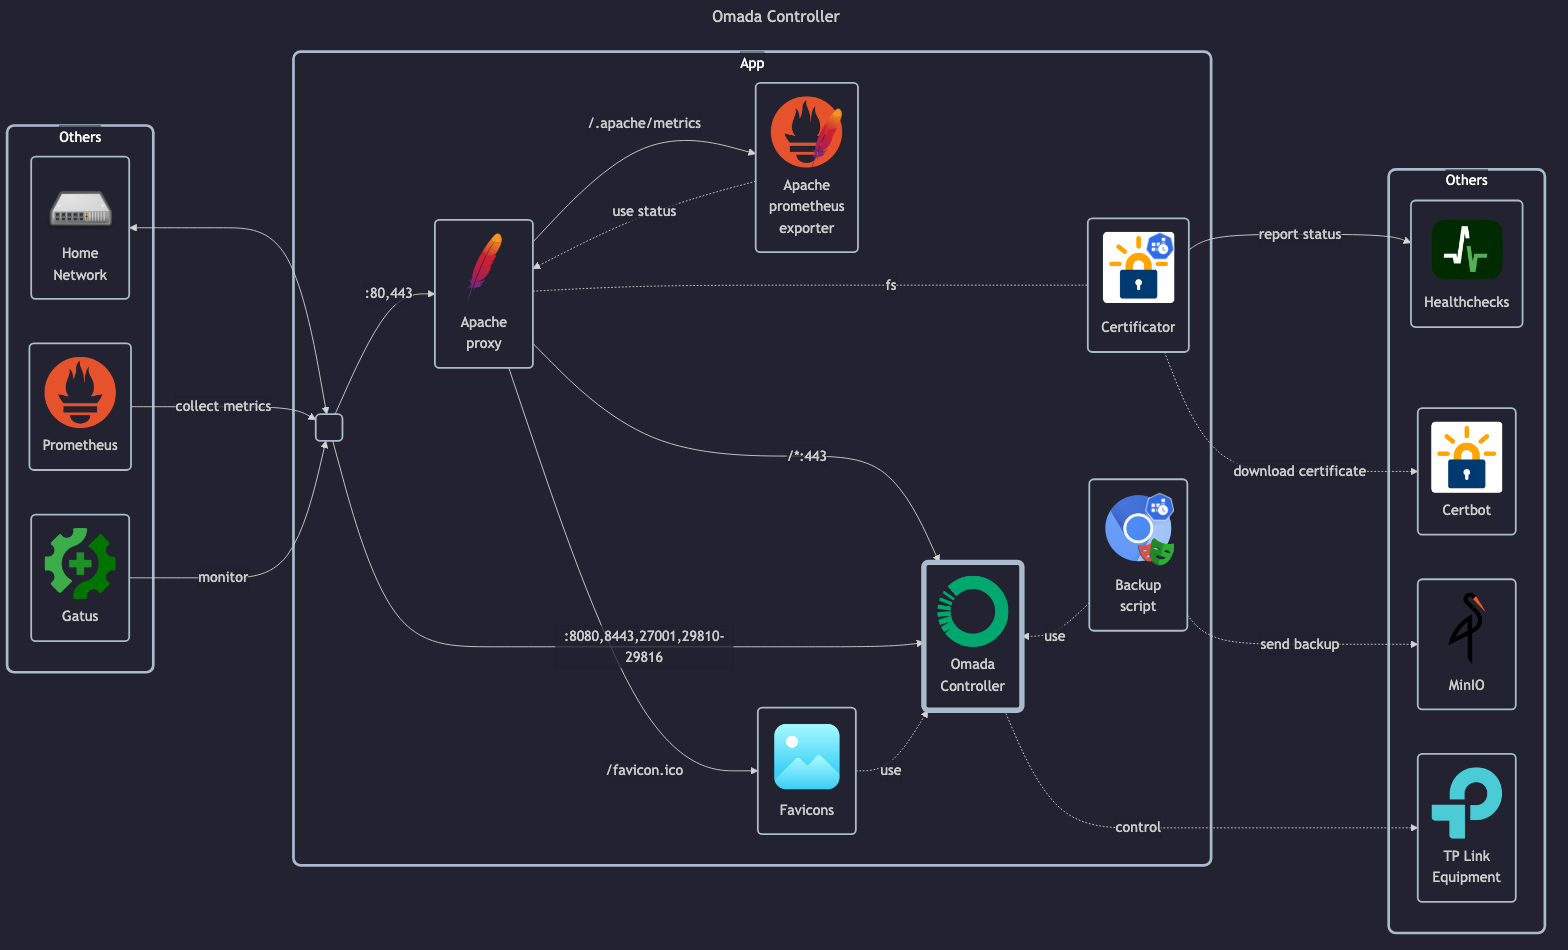 Omada Controller
App
Others
Home
Network
Prometheus
Gatus
collect metrics
monitor
:80,443
Apache
proxy
/.apache/metrics
use status
Apache
prometheus
exporter
fs
/*:443
:8080,8443,27001,29810-
29816
/favicon.ico
Favicons
use
Omada
Controller
use
Backup
script
Certificator
report status
download certificate
send backup
control
Others
Healthchecks
Certbot
MinIO
TP Link
Equipment